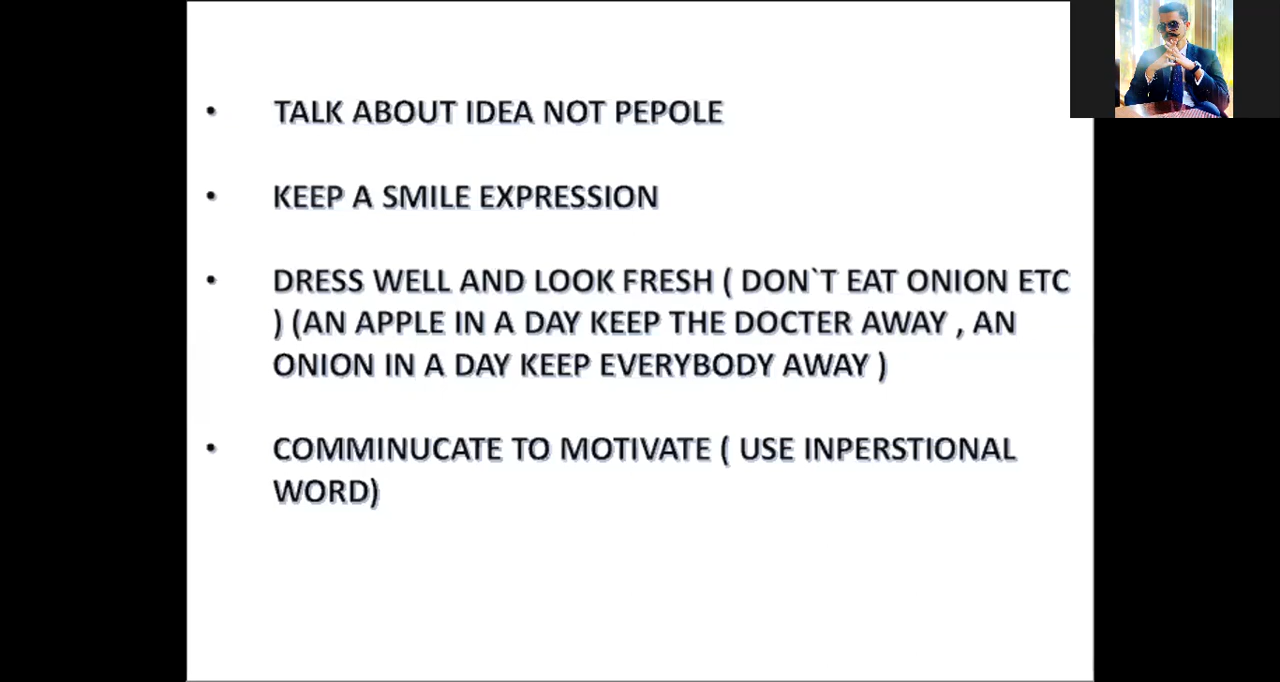 • TALK ABOUT IDEA NOT PEPOLE
• KEEP A SMILE EXPRESSION
• DRESS WELL AND LOOK FRESH ( DON`T EAT ONION ETC
) (AN APPLE IN A DAY KEEP THE DOCTER AWAY , AN
ONION IN A DAY KEEP EVERYBODY AWAY )
• COMMINUCATE TO MOTIVATE ( USE INPERSTIONAL
WORD)